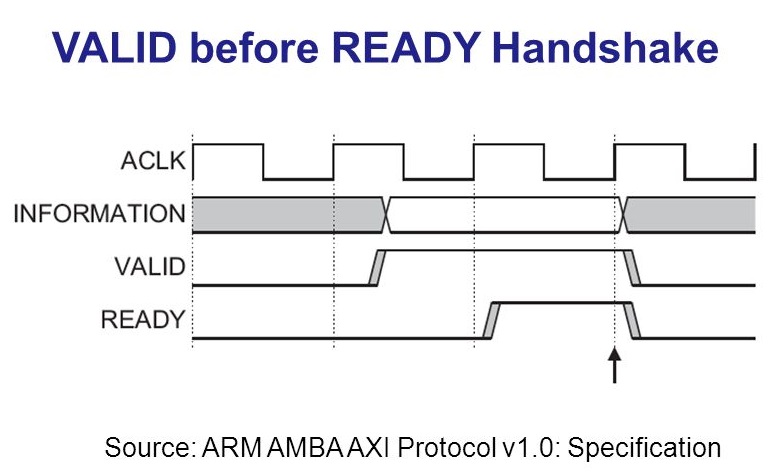 VALID before READY Handshake
ACLK
INFORMATION
VALID
READY
Source: ARM AMBA AXI Protocol v1.0: Specification